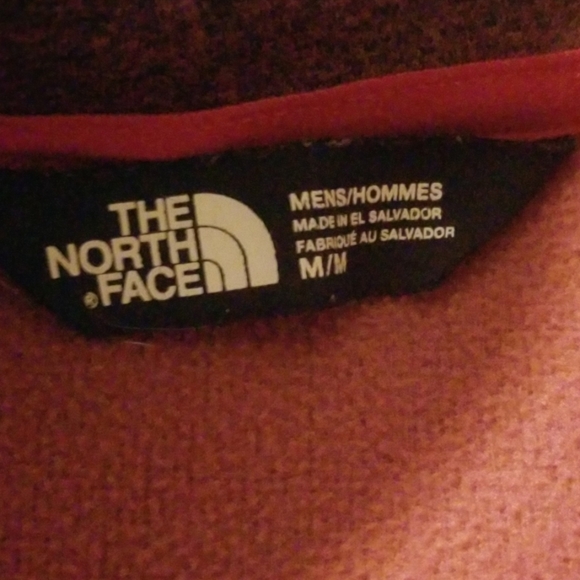 THE
NORTH
FACE
®
MENS/HOMMES
MADE IN EL SALVADOR
FABRIQUÉ AU SALVADOR
M/M